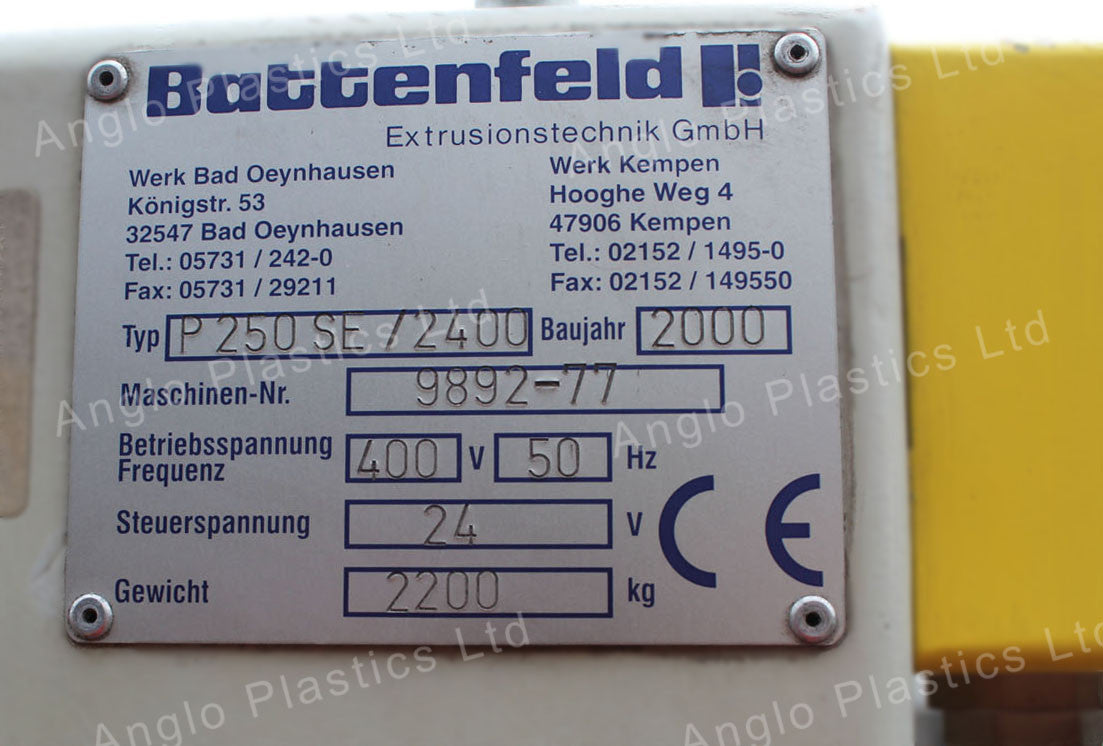 Battenfeld
Extrusionstechnik GmbH
Werk Bad Oeynhausen
Königstr. 53
32547 Bad Oeynhausen
Tel.: 05731 / 242-0
Fax: 05731 / 29211
Werk Kempen
Hooghe Weg 4
47906 Kempen
Tel.: 02152 / 1495-0
Fax: 02152 / 149550
Typ P 250 SE / 2400 Baujahr 2000
Maschinen-Nr. 9892-77
Betriebsspannung
Frequenz 400 V 50 Hz
Steuerspannung 24 V
Gewicht 2200 kg
CE
Anglo Plastics Ltd
Anglo Plastics Ltd
Anglo Plastics Ltd
Anglo Plastics Ltd
Anglo Plastics Ltd
Anglo Plastics Ltd